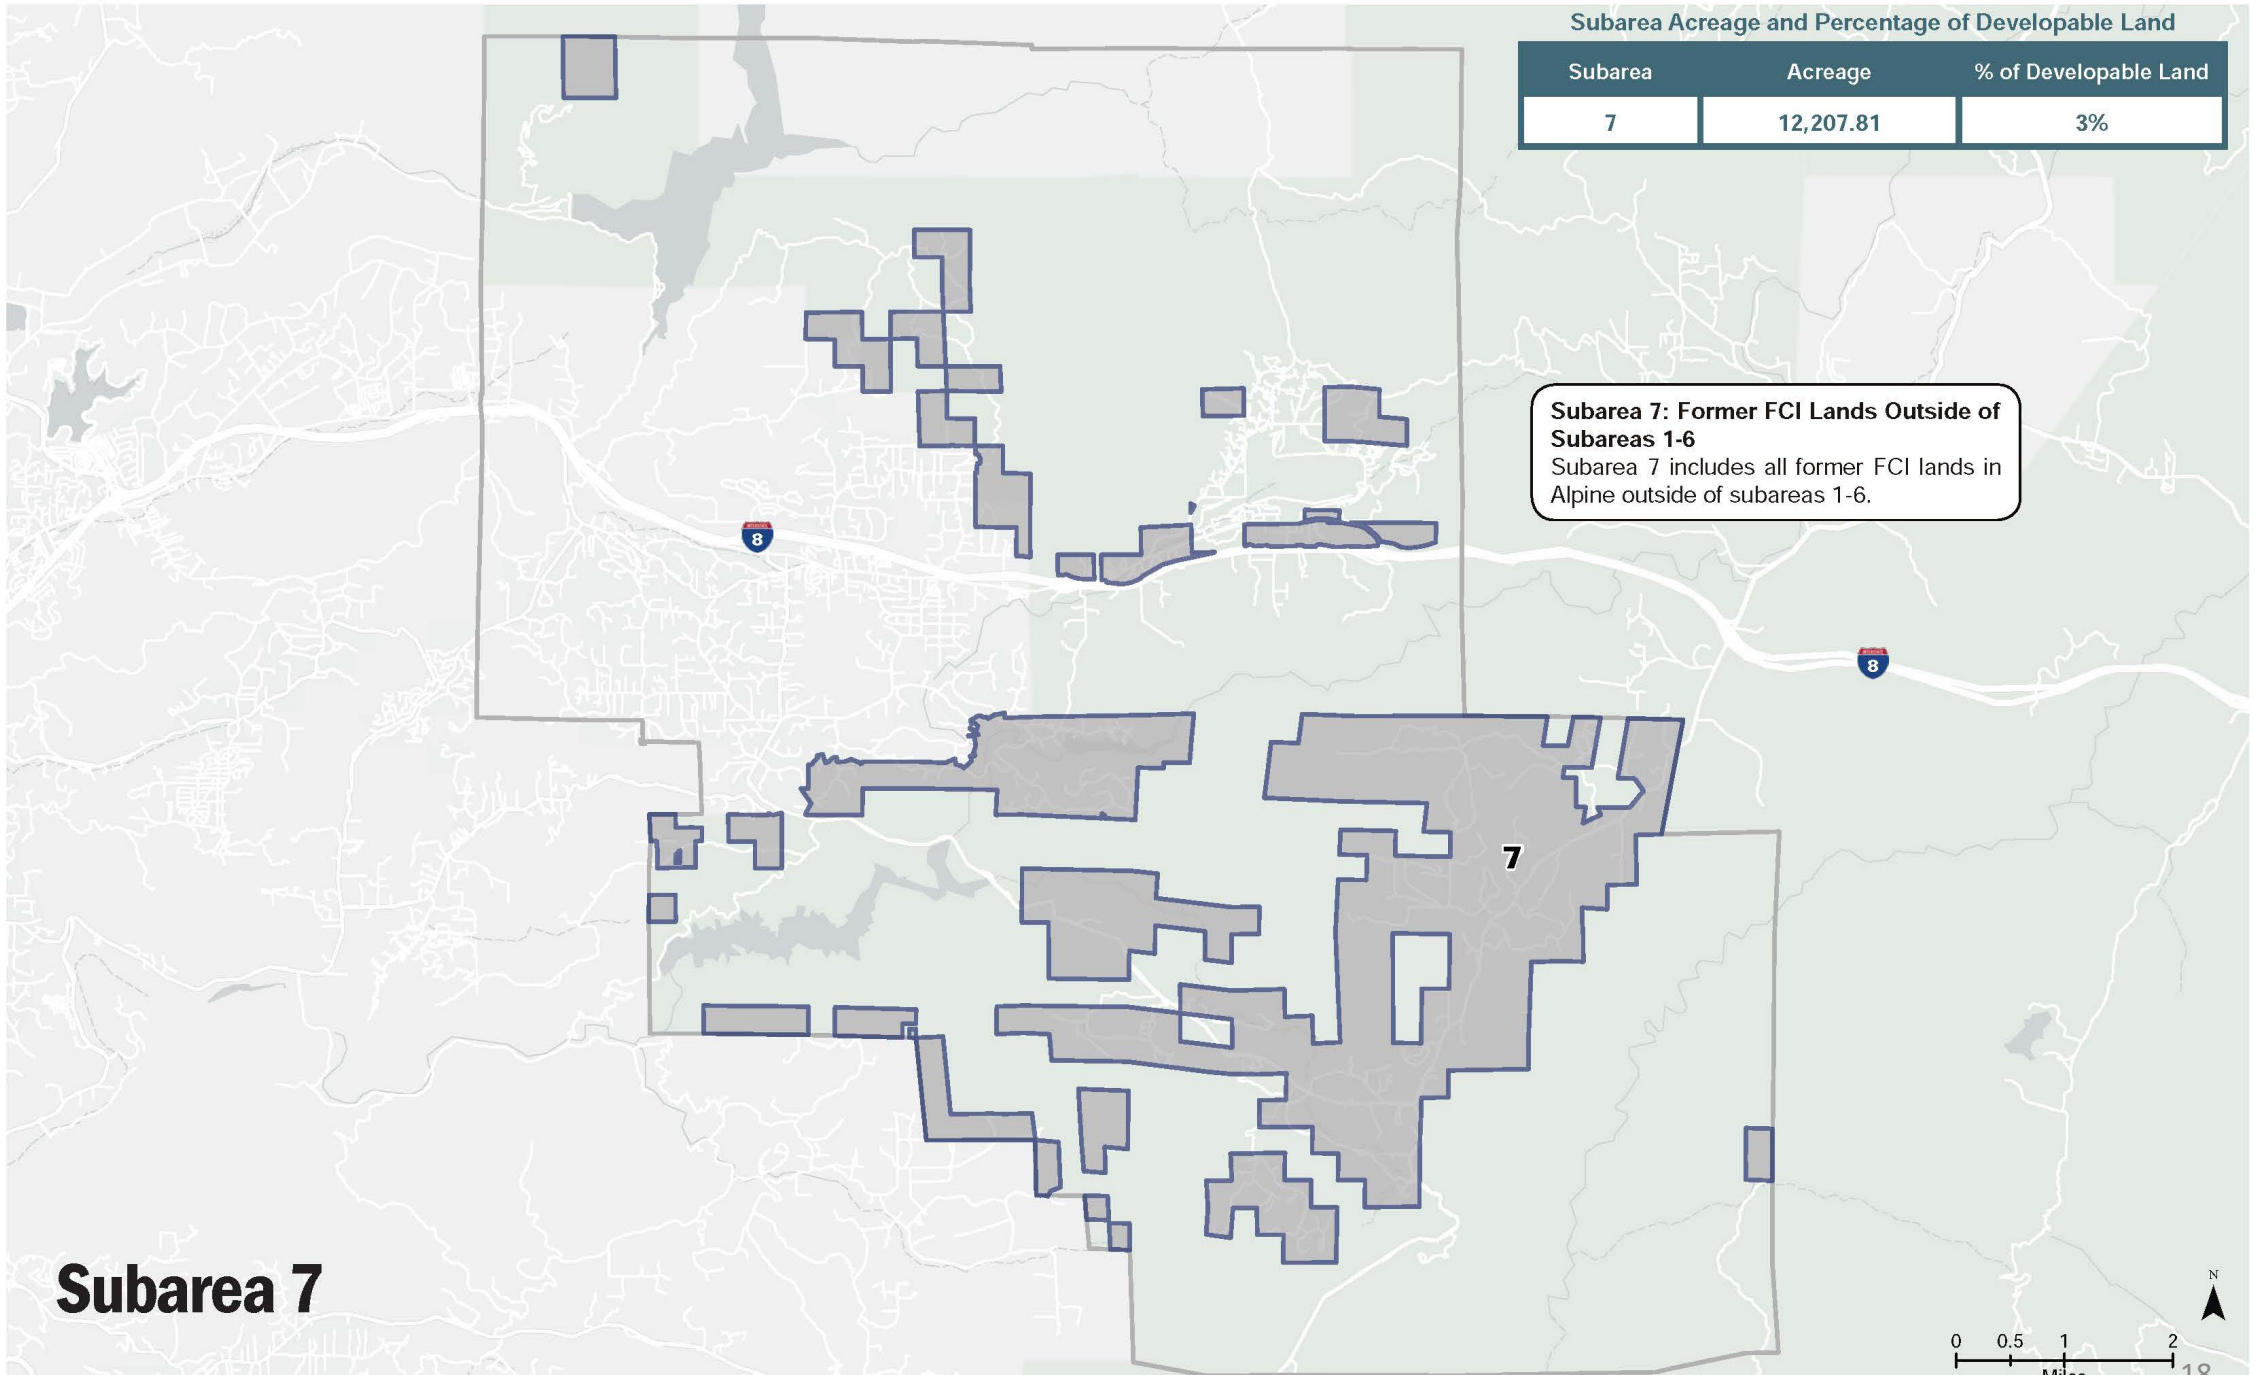 Subarea Acreage and Percentage of Developable Land
Subarea Acreage % of Developable Land
7 12,207.81 3%
Subarea 7: Former FCI Lands Outside of
Subareas 1-6
Subarea 7 includes all former FCI lands in
Alpine outside of subareas 1-6.
8
8
7
Subarea 7
N
0 0.5 1 2
Miles
18